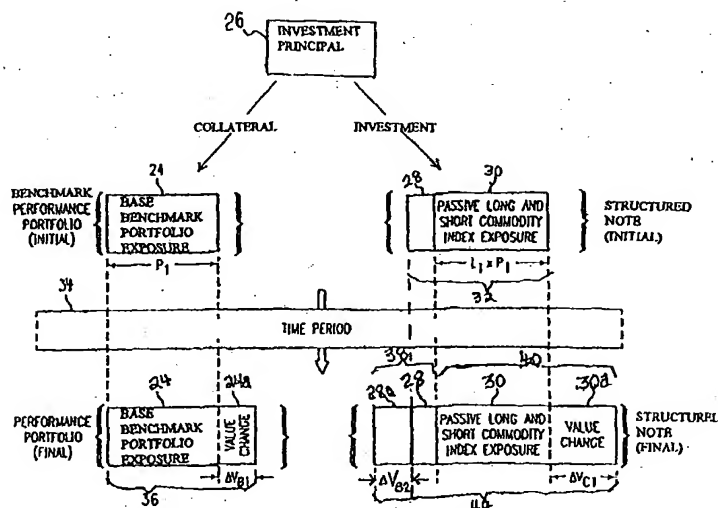 26
INVESTMENT
PRINCIPAL
COLLATERAL
INVESTMENT
24
28
30
BENCHMARK
PERFORMANCE
PORTFOLIO
(INITIAL)
BASE
BENCHMARK
PORTFOLIO
EXPOSURE
PASSIVE LONG AND
SHORT COMMODITY
INDEX EXPOSURE
STRUCTURED
NOTE
(INITIAL)
P1
L1 x P1
32
34
TIME PERIOD
38
40
24
24a
28a
28
30
30a
PERFORMANCE
PORTFOLIO
(FINAL)
BASE
BENCHMARK
PORTFOLIO
EXPOSURE
VALUE
CHANGE
PASSIVE LONG AND
SHORT COMMODITY
INDEX EXPOSURE
VALUE
CHANGE
STRUCTURED
NOTE
(FINAL)
ΔVB1
ΔVB2
ΔVC1
36